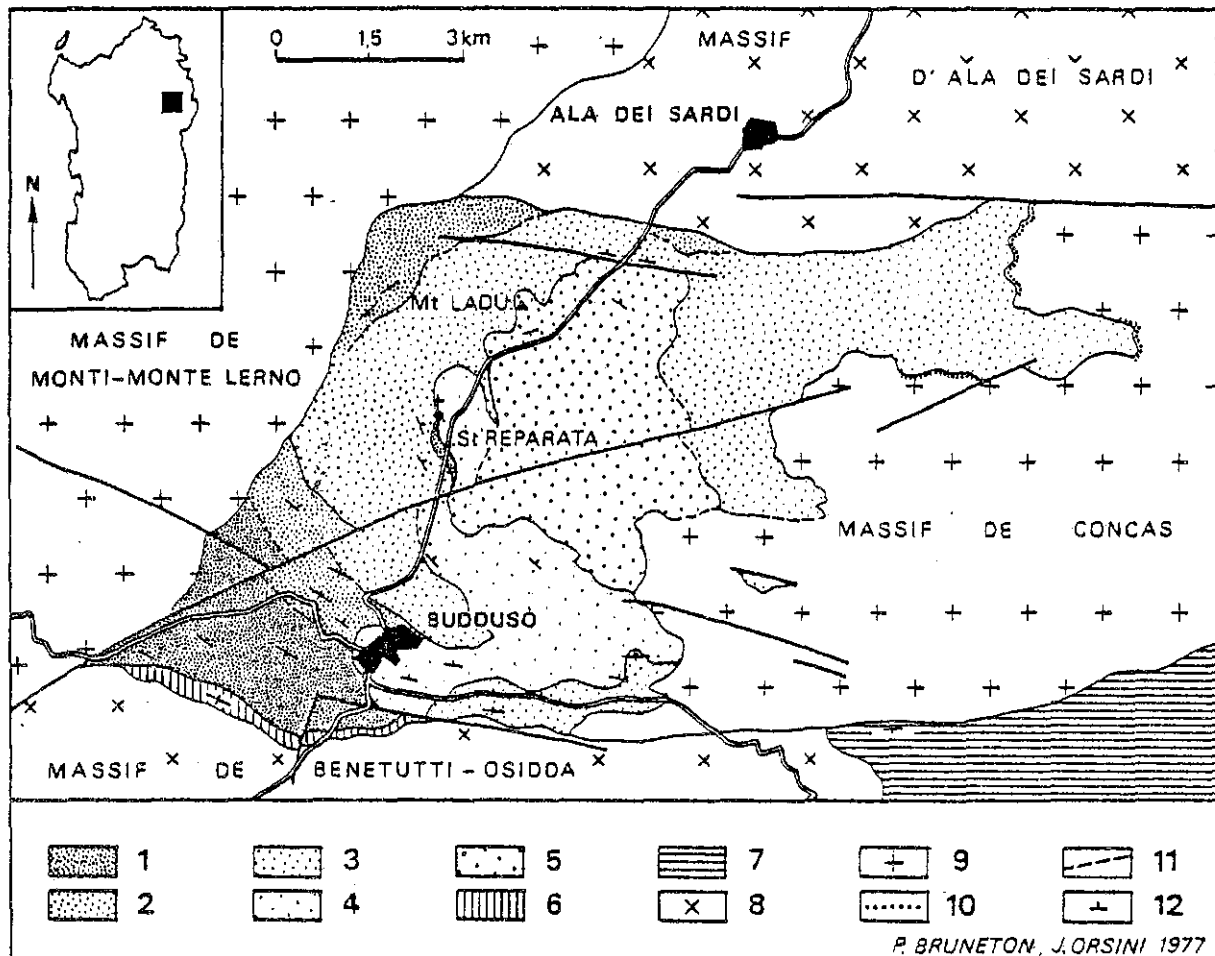 0 1,5 3km
MASSIF
D'ALA DEI SARDI
ALA DEI SARDI
N
Mt LADU
MASSIF DE
MONTI-MONTE LERNO
St REPARATA
MASSIF DE CONCAS
BUDDUSO
MASSIF DE BENETUTTI-OSIDDA
1 3 5 7 9 11
2 4 6 8 10 12
P. BRUNETON, J. ORSINI 1977